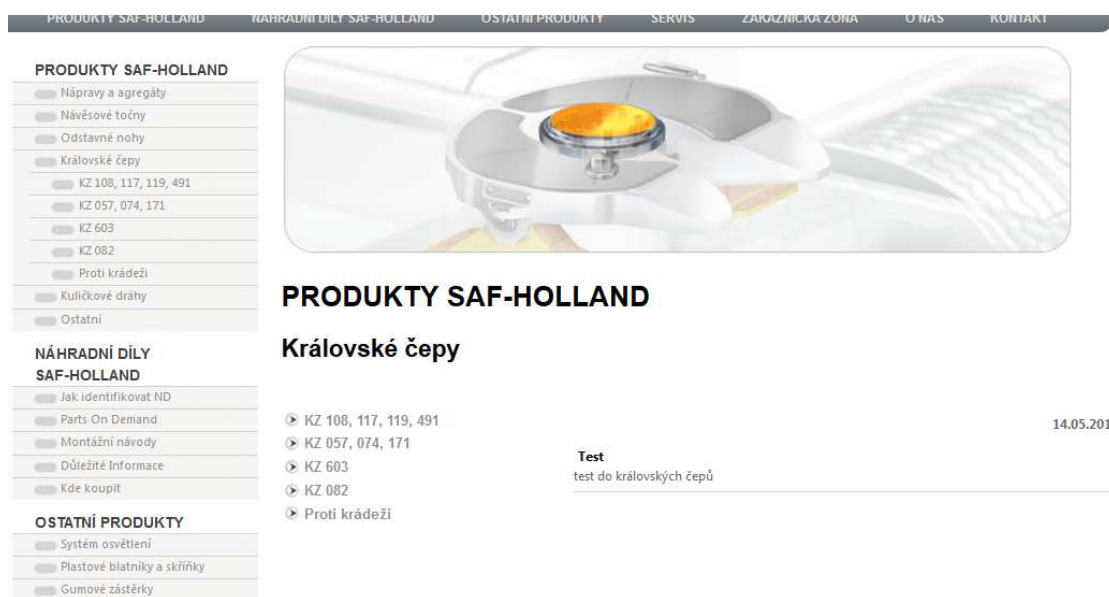 PRODUKTY SAF-HOLLAND NÁHRADNÍ DÍLY SAF-HOLLAND OSTATNÍ PRODUKTY SERVIS ZÁKAZNICKÁ ZÓNA O NÁS KONTAKT
PRODUKTY SAF-HOLLAND
Nápravy a agregáty
Návěsové točny
Odstavné nohy
Královské čepy
KZ 108, 117, 119, 491
KZ 057, 074, 171
KZ 603
KZ 082
Proti krádeži
Kuličkové dráhy
Ostatní
NÁHRADNÍ DÍLY
SAF-HOLLAND
Jak identifikovat ND
Parts On Demand
Montážní návody
Důležité Informace
Kde koupit
OSTATNÍ PRODUKTY
Systém osvětlení
Plastové blatníky a skříňky
Gumové zástěrky
PRODUKTY SAF-HOLLAND
Královské čepy
KZ 108, 117, 119, 491
KZ 057, 074, 171
KZ 603
KZ 082
Proti krádeži
14.05.201
Test
test do královských čepů